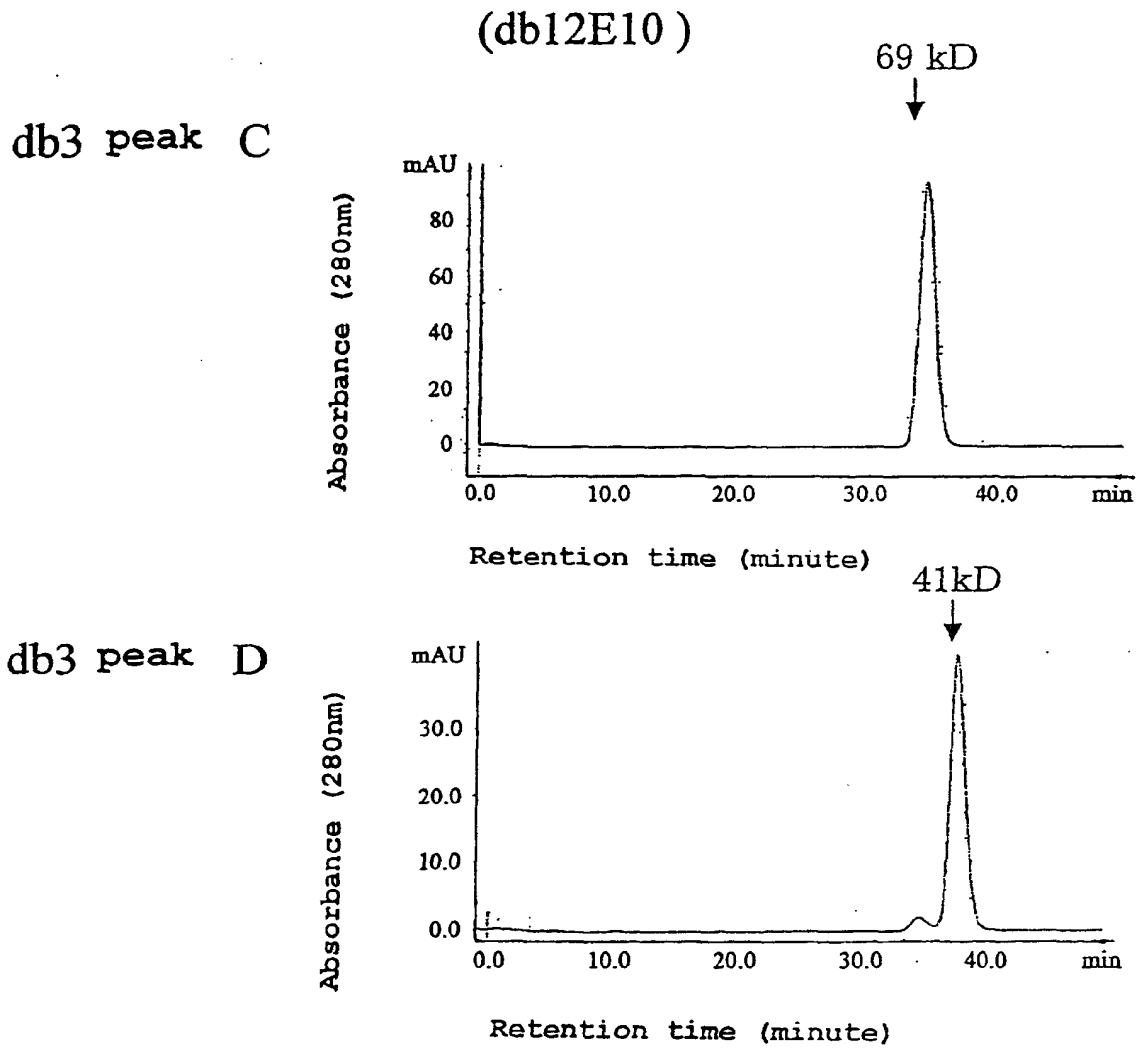 (db12E10 )
69 kD
db3 peak C
mAU
80
60
40
20
0
Absorbance (280nm)
0.0 10.0 20.0 30.0 40.0 min
Retention time (minute)
41kD
db3 peak D
mAU
30.0
20.0
10.0
0.0
Absorbance (280nm)
0.0 10.0 20.0 30.0 40.0 min
Retention time (minute)